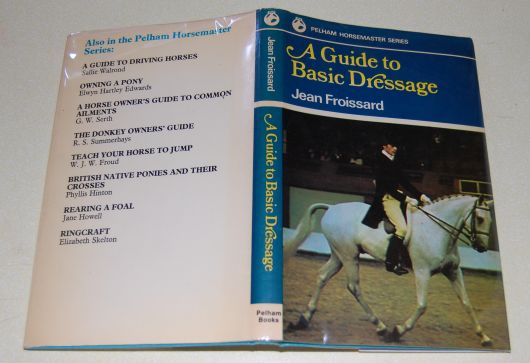 Also in the Pelham Horsemaster
Series:
A GUIDE TO DRIVING HORSES
Sallie Walrond
OWNING A PONY
Elwyn Hartley Edwards
A HORSE OWNER'S GUIDE TO COMMON
AILMENTS
G. W. Serth
THE DONKEY OWNERS' GUIDE
R. S. Summerhays
TEACH YOUR HORSE TO JUMP
W. J. W. Froud
BRITISH NATIVE PONIES AND THEIR
CROSSES
Phyllis Hinton
REARING A FOAL
Jane Howell
RINGCRAFT
Elizabeth Skelton
Jean Froissard
A Guide to Basic Dressage
Pelham
Books
PELHAM HORSEMASTER SERIES
A Guide to
Basic Dressage
Jean Froissard